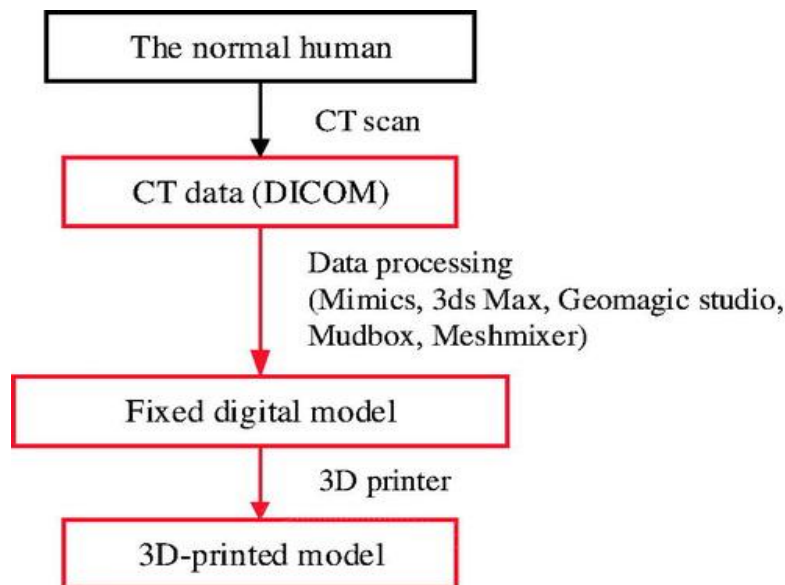 The normal human
CT scan
CT data (DICOM)
Data processing
(Mimics, 3ds Max, Geomagic studio,
Mudbox, Meshmixer)
Fixed digital model
3D printer
3D-printed model